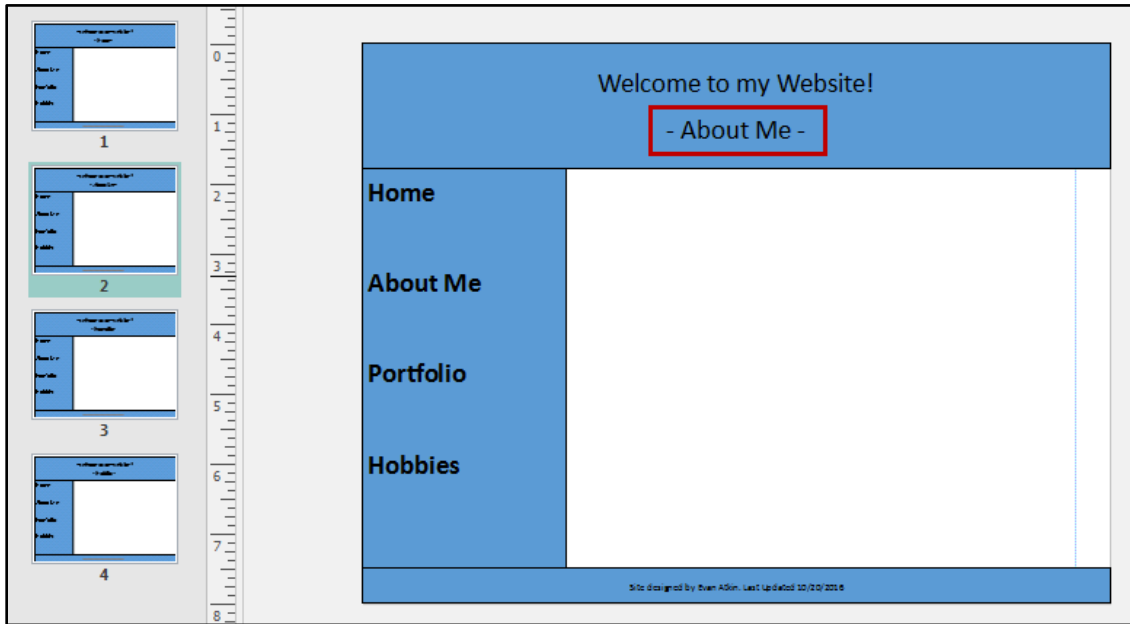 1
2
3
4
0
1
2
3
4
5
6
7
8
Welcome to my Website!
- About Me -
Home
About Me
Portfolio
Hobbies
Site designed by Evan Atkin. Last Updated 10/20/2016